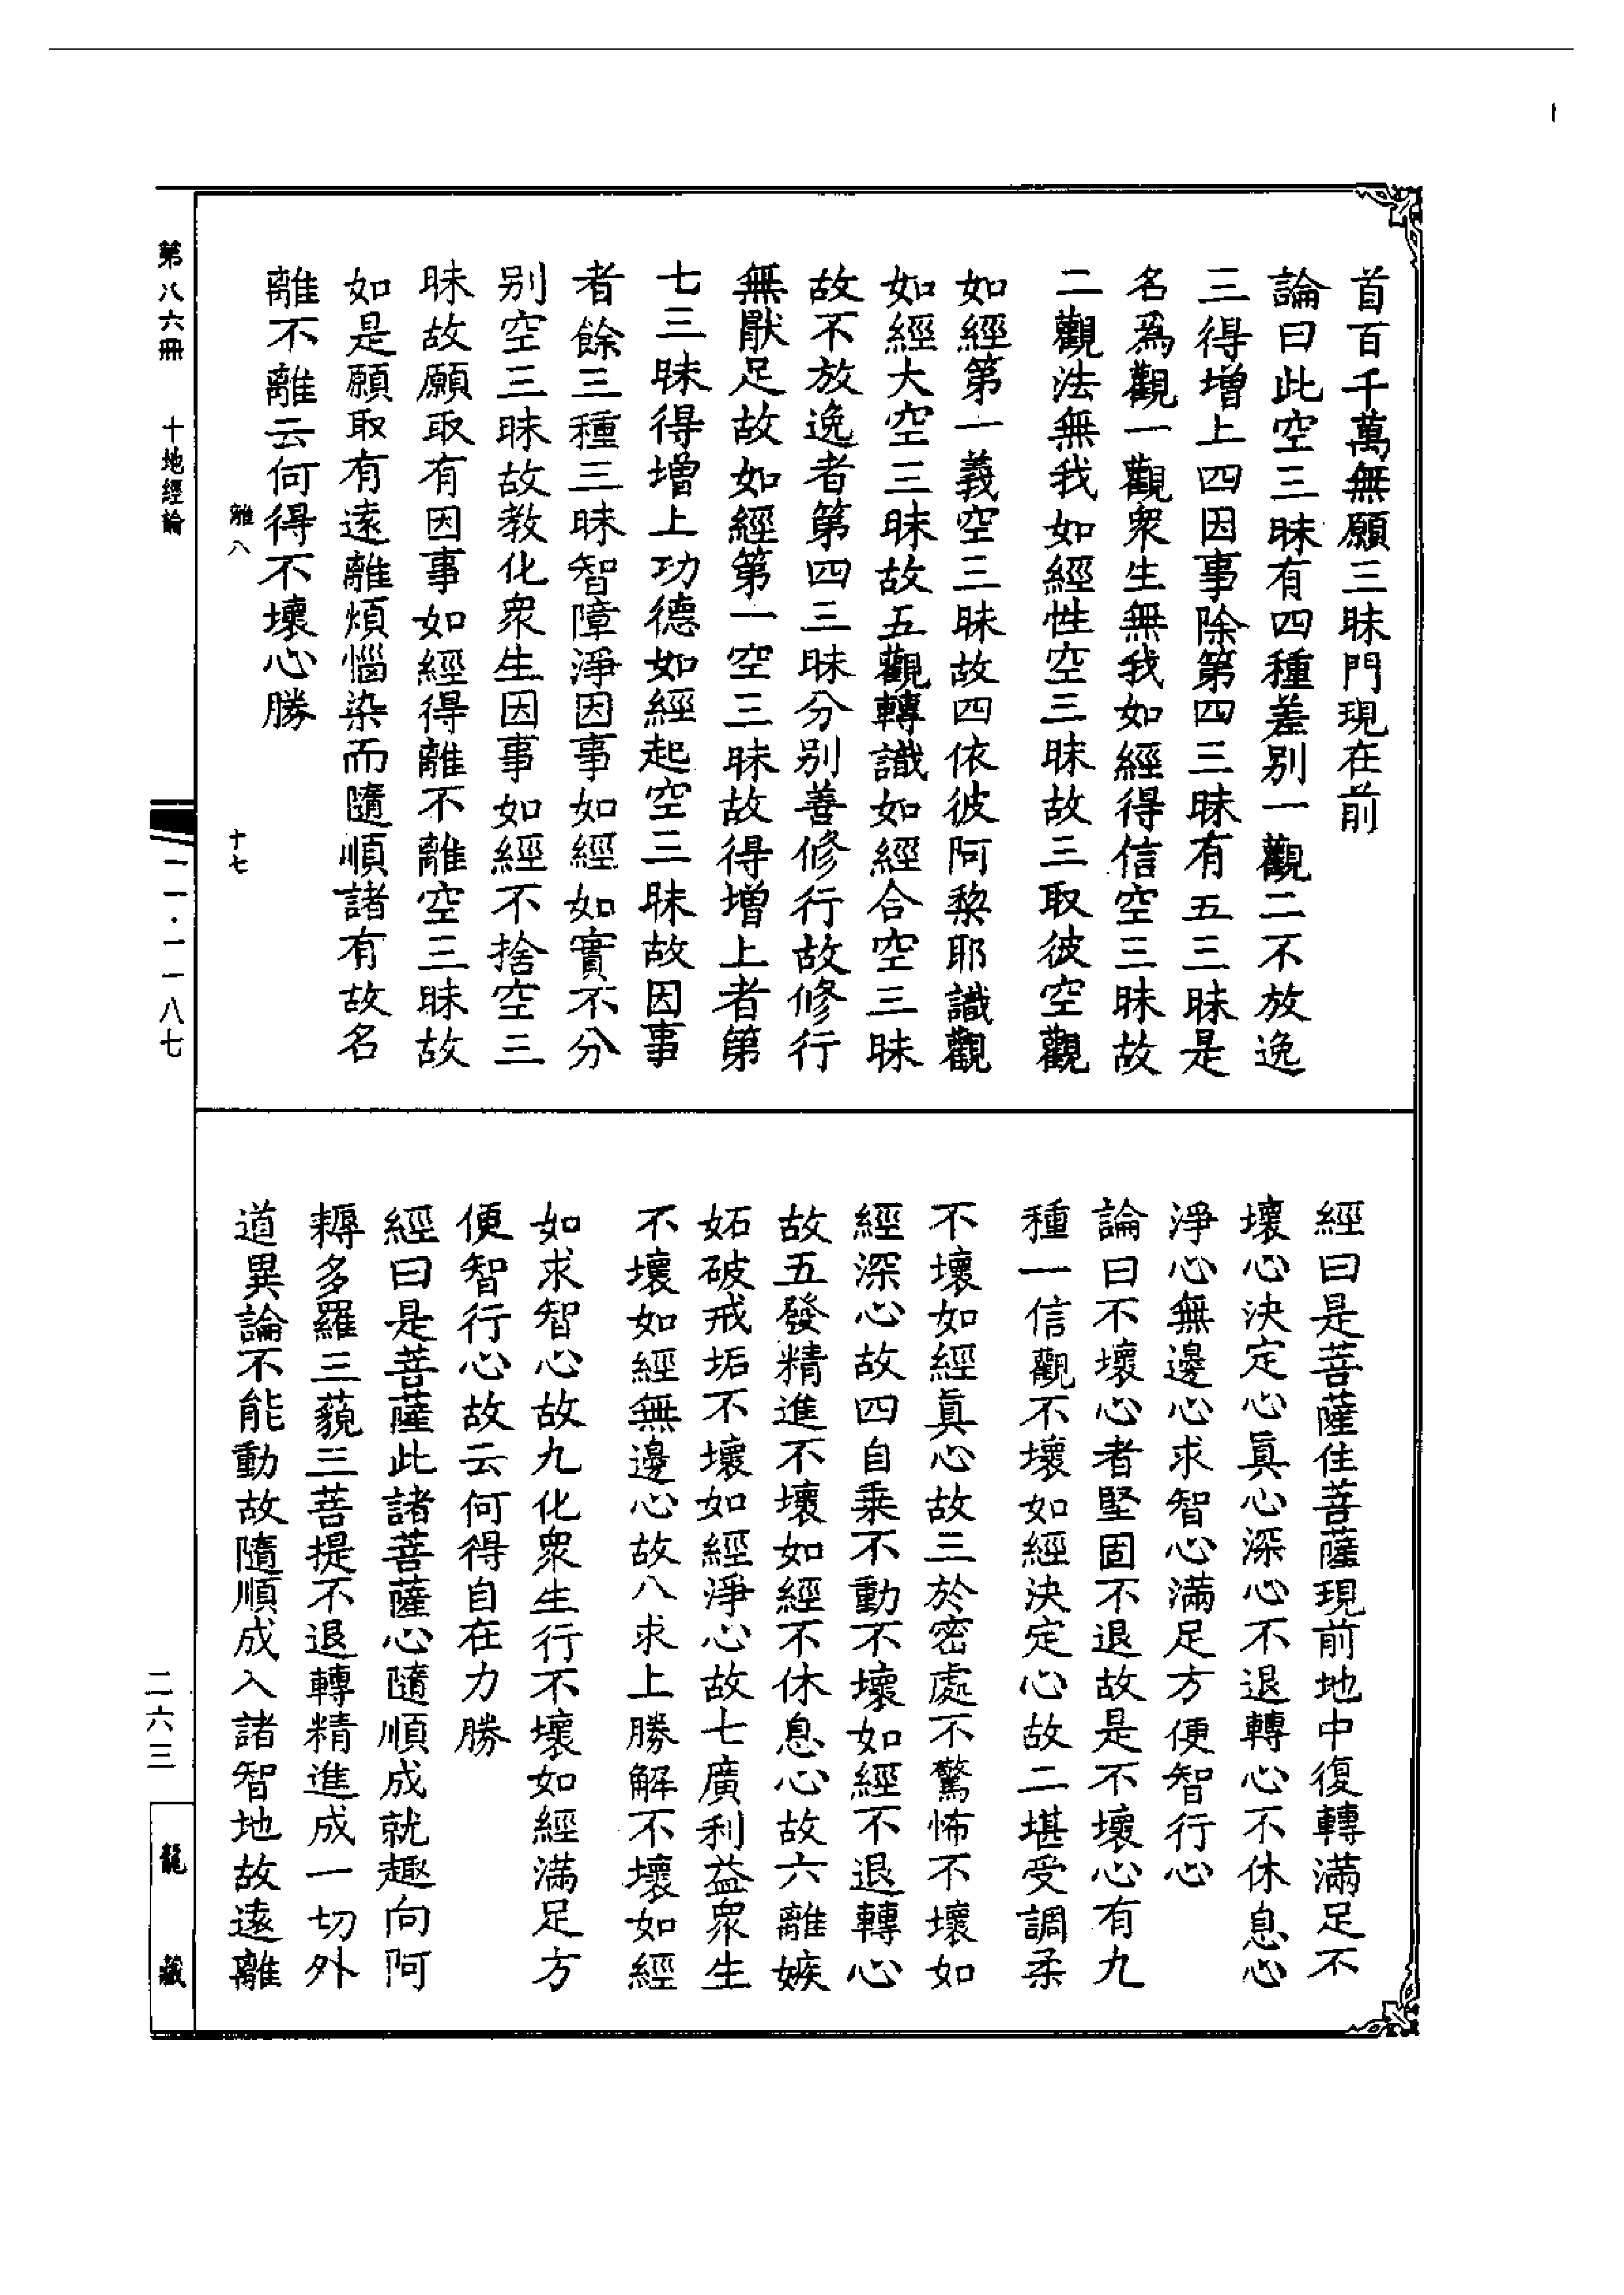 首百千萬無願三昧門現在前
論曰此空三昧有四種差別一觀二不放逸
三得增上四因事除第四三昧有五三昧是
名爲觀一觀衆生無我如經得信空三昧故
二觀法無我如經性空三昧故三取彼空觀
如經第一義空三昧故四依彼阿黎耶識觀
如經大空三昧故五觀轉識如經合空三昧
故不放逸者第四三昧分別善修行故修行
無猒足故如經第一空三昧故得增上者第
七三昧得增上功德如經起空三昧故因事
者餘三種三昧智障淨因事如經如實不分
別空三昧故教化衆生因事如經不捨空三
昧故願取有因事如經得離不離空三昧故
如是願取有遠離煩惱染而隨順諸有故名
離不離云何得不壞心勝
離八
十七
經曰是菩薩住菩薩現前地中復轉滿足不
壞心決定心眞心深心不退轉心不休息心
淨心無邊心求智心滿足方便智行心
論曰不壞心者堅固不退故是不壞心有九
種一信觀不壞如經決定心故二堪受調柔
不壞如經眞心故三於密處不驚怖不壞如
經深心故四自乘不動不壞如經不退轉心
故五發精進不壞如經不休息心故六離嫉
妬破戒垢不壞如經淨心故七廣利益衆生
不壞如經無邊心故八求上勝解不壞如經
如求智心故九化衆生行不壞如經滿足方
便智行心故云何得自在力勝
經曰是菩薩此諸菩薩心隨順成就趣向阿
耨多羅三藐三菩提不退轉精進成一切外
道異論不能動故隨順成入諸智地故遠離
第八六冊
十地經論
一一·一一八七
二六三
龍藏